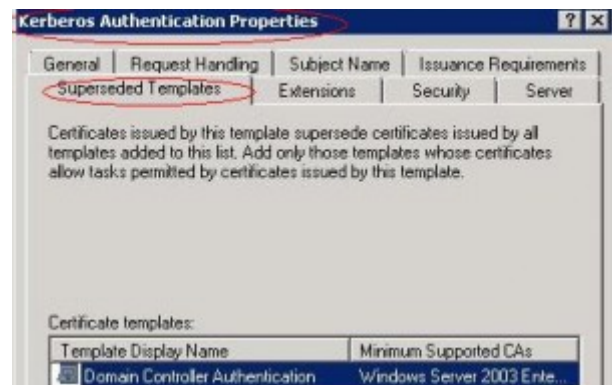 Kerberos Authentication Properties
General Request Handling Subject Name Issuance Requirements
Superseded Templates Extensions Security Server
Certificates issued by this template supersede certificates issued by all
templates added to this list. Add only those templates whose certificates
allow tasks permitted by certificates issued by this template.
Certificate templates:
Template Display Name Minimum Supported CAs
Domain Controller Authentication Windows Server 2003 Ente...